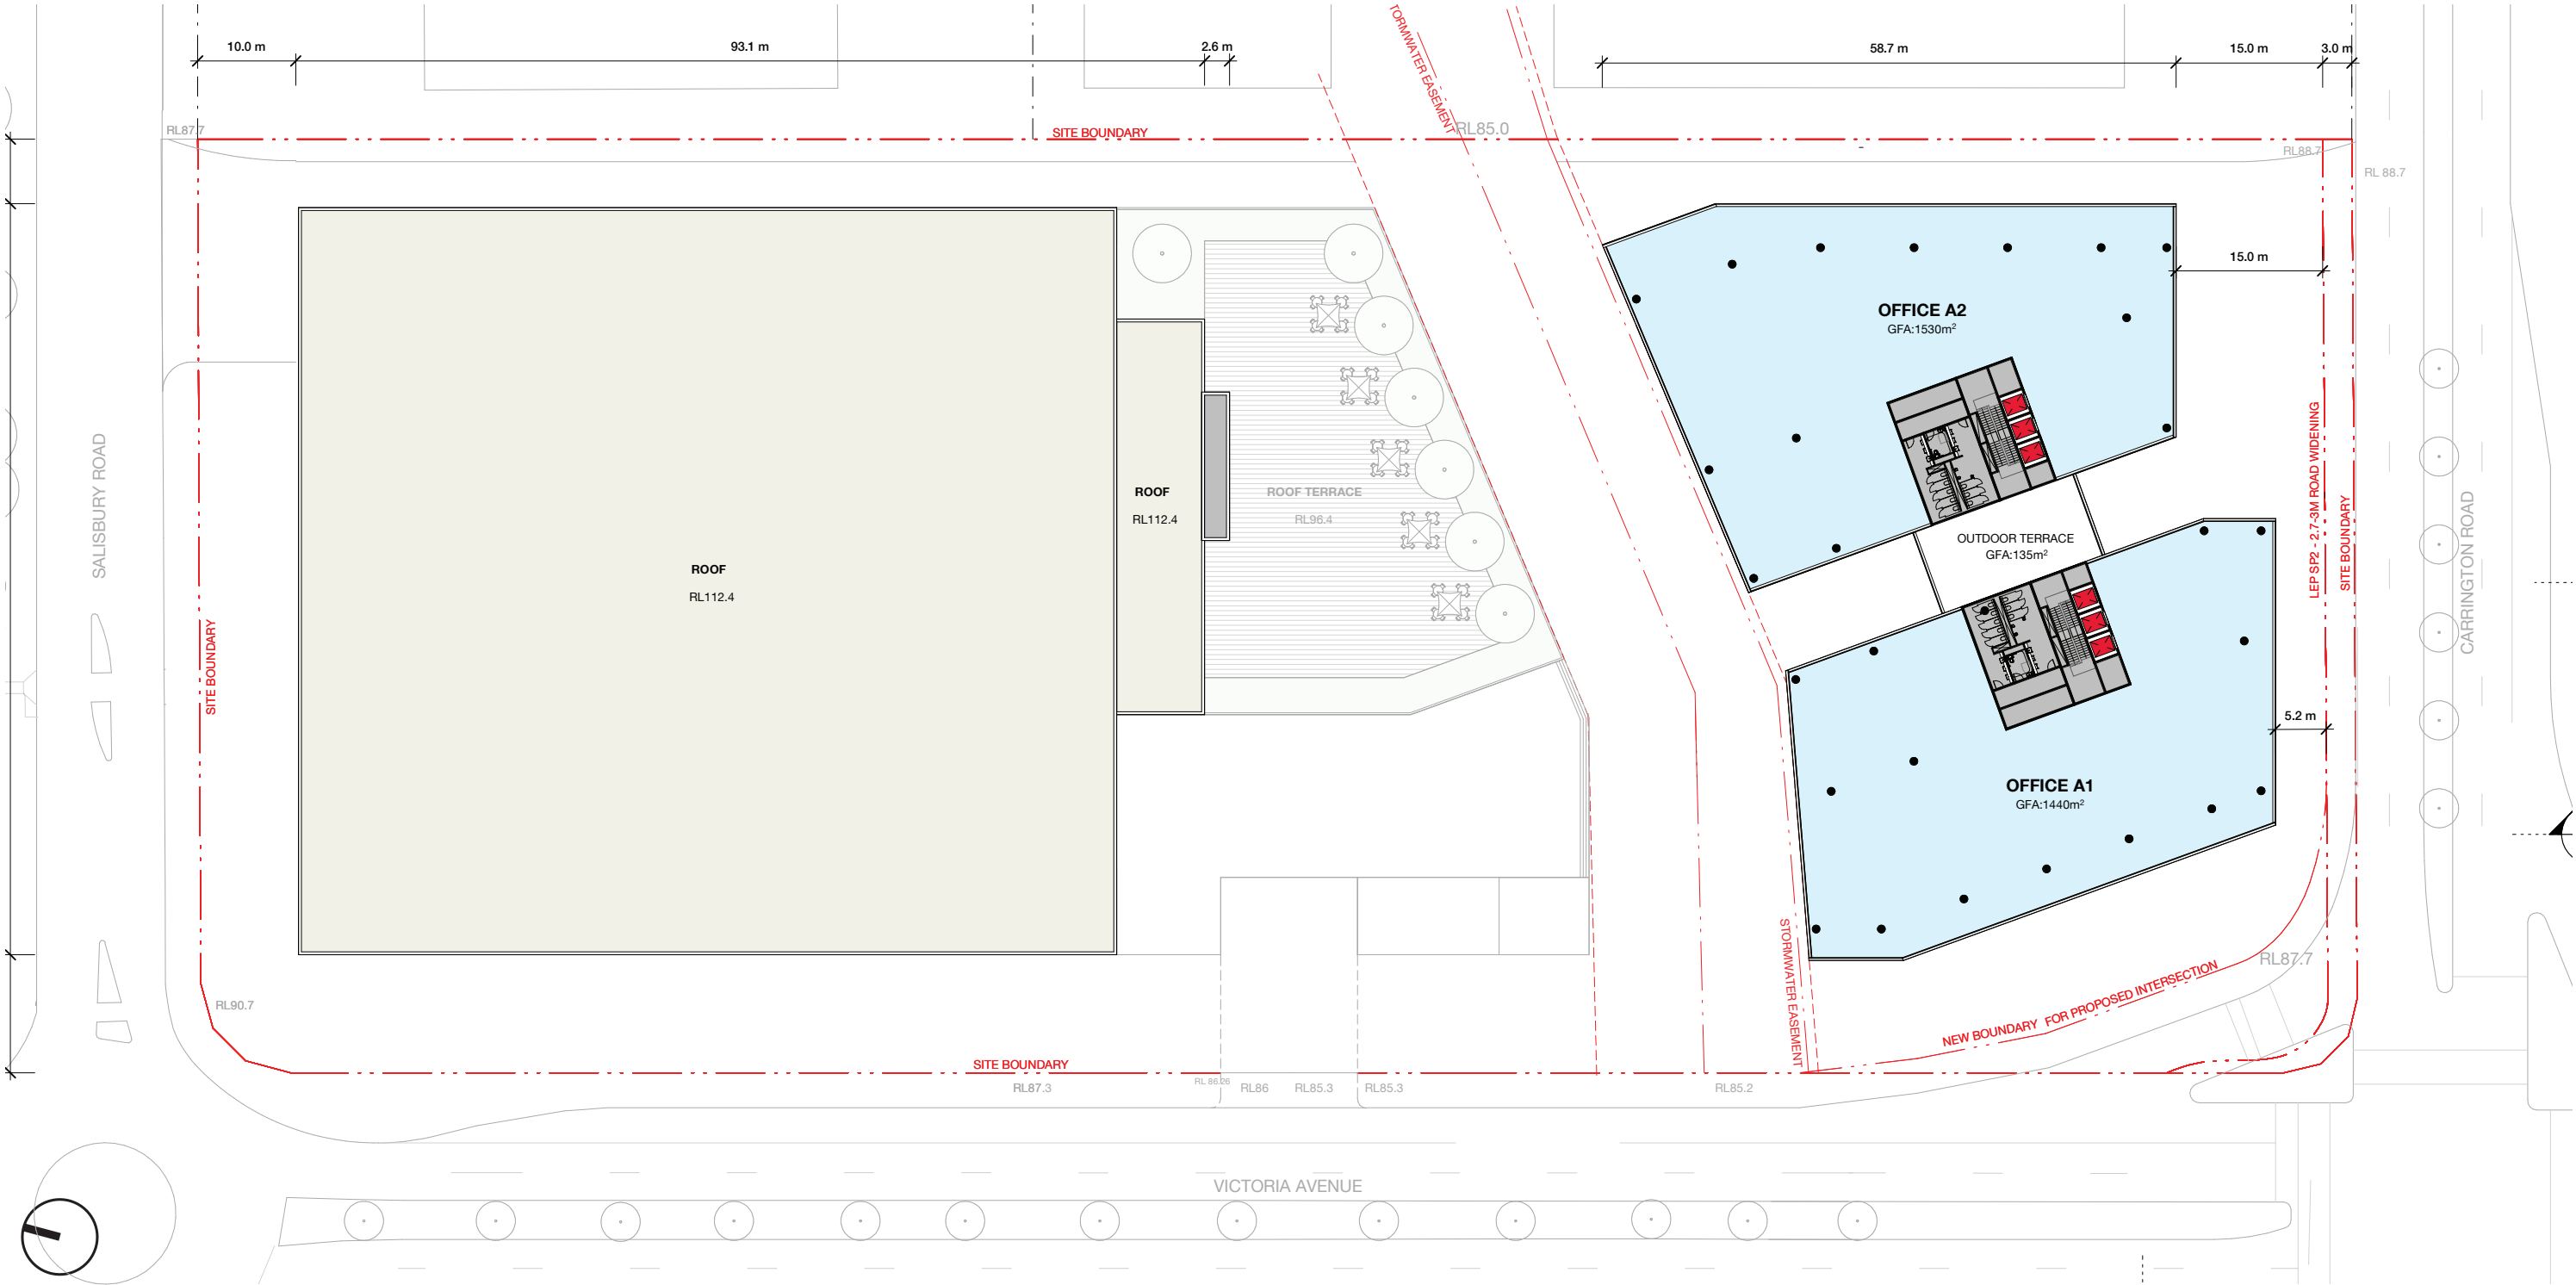 10.0 m
93.1 m
2.6 m
58.7 m
15.0 m
3.0 m
TORMWATER EASEMENT
RL87.7
SITE BOUNDARY
RL85.0
RL88.7
RL 88.7
15.0 m
OFFICE A2
GFA:1530m²
LEP SP2 - 2.7-3M ROAD WIDENING
SITE BOUNDARY
CARRINGTON ROAD
SALISBURY ROAD
ROOF
RL112.4
ROOF TERRACE
RL96.4
OUTDOOR TERRACE
GFA:135m²
ROOF
RL112.4
SITE BOUNDARY
5.2 m
OFFICE A1
GFA:1440m²
STORMWATER EASEMENT
RL87.7
NEW BOUNDARY FOR PROPOSED INTERSECTION
RL90.7
SITE BOUNDARY
RL87.3
RL 86.26
RL86
RL85.3
RL85.3
RL85.2
VICTORIA AVENUE